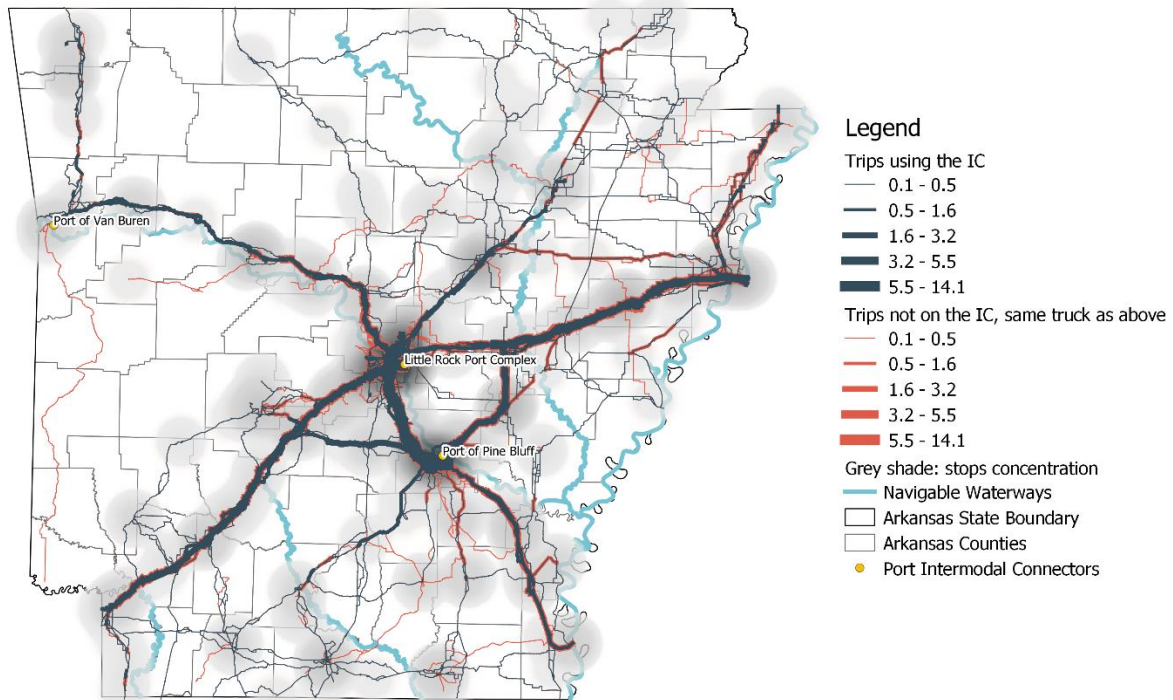 Port of Van Buren
Little Rock Port Complex
Port of Pine Bluff
Legend
Trips using the IC
0.1 - 0.5
0.5 - 1.6
1.6 - 3.2
3.2 - 5.5
5.5 - 14.1
Trips not on the IC, same truck as above
0.1 - 0.5
0.5 - 1.6
1.6 - 3.2
3.2 - 5.5
5.5 - 14.1
Grey shade: stops concentration
Navigable Waterways
Arkansas State Boundary
Arkansas Counties
Port Intermodal Connectors